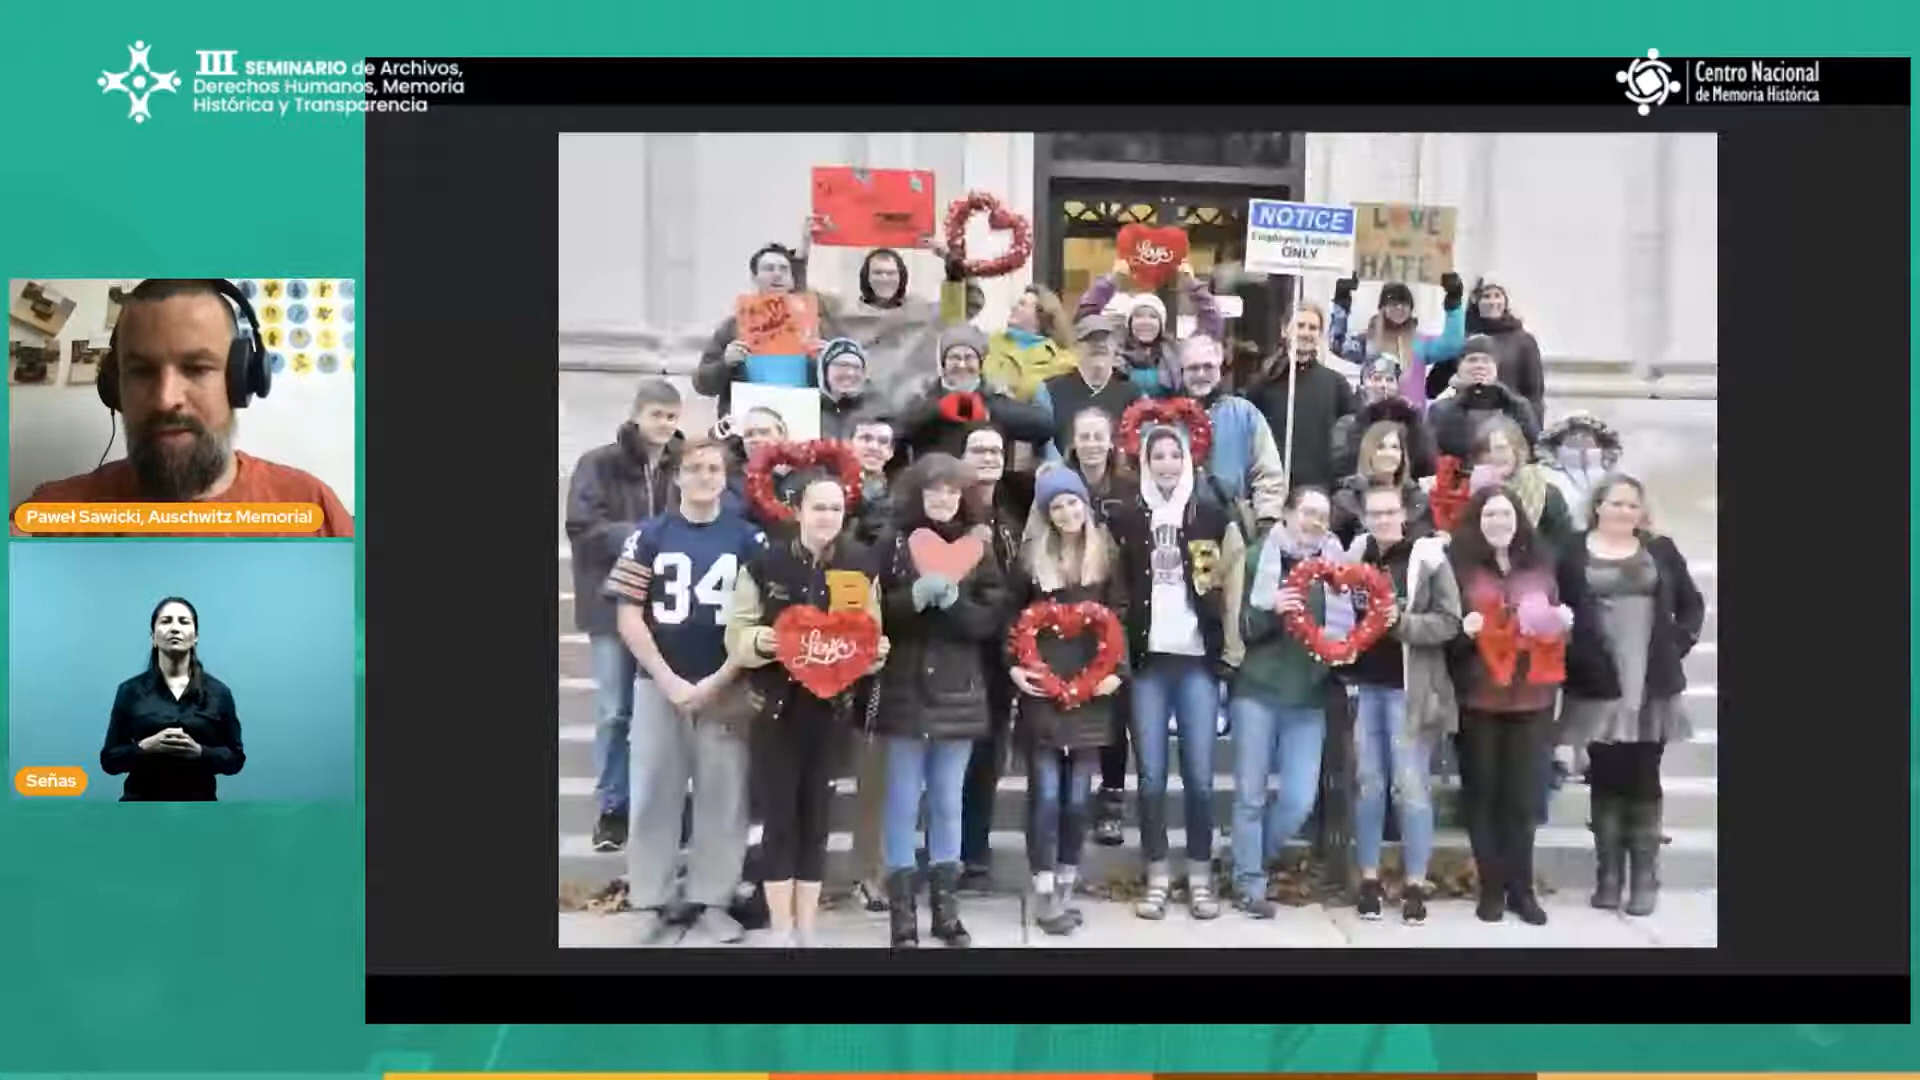 III SEMINARIO de Archivos,
Derechos Humanos, Memoria
Histórica y Transparencia
Centro Nacional
de Memoria Histórica
NOTICE
Employee Entrance
ONLY
LOVE
HATE
Love
34
B
Love
B
Paweł Sawicki, Auschwitz Memorial
Señas